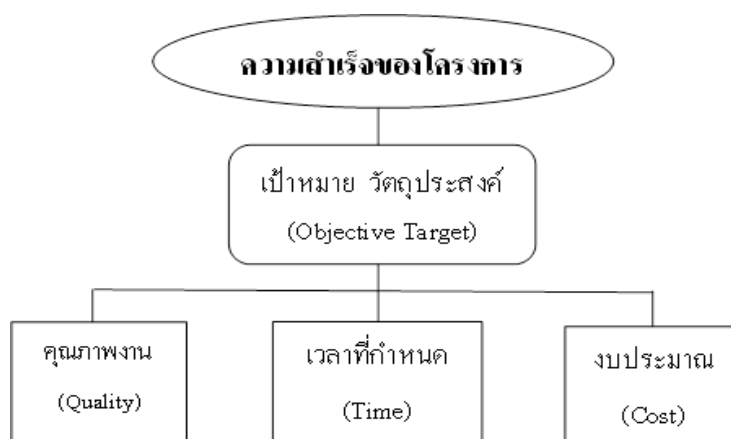 ความสำเร็จของโครงการ
เป้าหมาย วัตถุประสงค์
(Objective Target)
คุณภาพงาน
(Quality)
เวลาที่กำหนด
(Time)
งบประมาณ
(Cost)